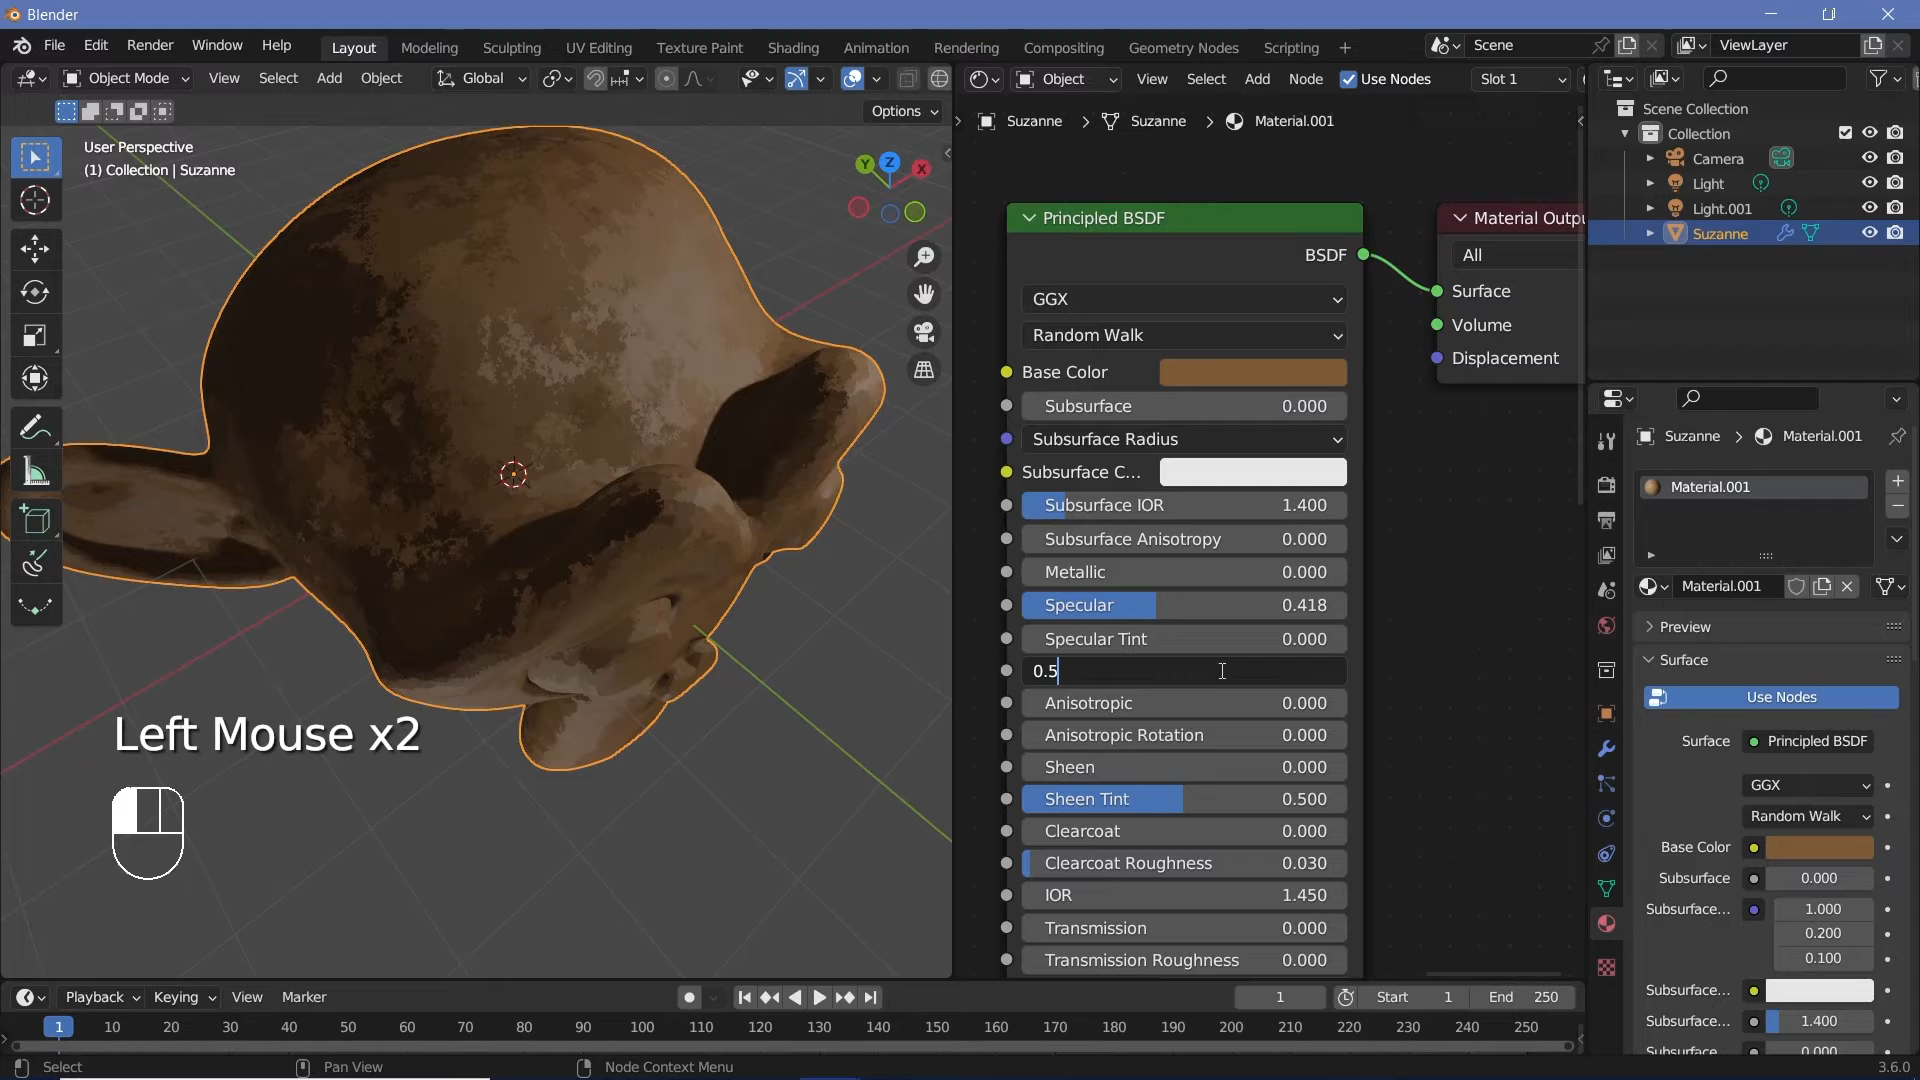 Blender
File Edit Render Window Help Layout Modeling Sculpting UV Editing Texture Paint Shading Animation Rendering Compositing Geometry Nodes Scripting + Scene ViewLayer
Object Mode View Select Add Object Global
Options
User Perspective
(1) Collection | Suzanne
Z
Y
X
Left Mouse x2
Object View Select Add Node Use Nodes Slot 1
Suzanne > Suzanne > Material.001
Principled BSDF
BSDF
GGX
Random Walk
Base Color
Subsurface 0.000
Subsurface Radius
Subsurface C...
Subsurface IOR 1.400
Subsurface Anisotropy 0.000
Metallic 0.000
Specular 0.418
Specular Tint 0.000
0.5
Anisotropic 0.000
Anisotropic Rotation 0.000
Sheen 0.000
Sheen Tint 0.500
Clearcoat 0.000
Clearcoat Roughness 0.030
IOR 1.450
Transmission 0.000
Transmission Roughness 0.000
Material Outpu
All
Surface
Volume
Displacement
Scene Collection
Collection
Camera
Light
Light.001
Suzanne
Suzanne > Material.001
Material.001
Material.001
Preview
Surface
Use Nodes
Surface Principled BSDF
GGX
Random Walk
Base Color
Subsurface 0.000
Subsurface... 1.000
0.200
0.100
Subsurface...
Subsurface... 1.400
Subsurface 0.000
Playback Keying View Marker 1 Start 1 End 250
1 10 20 30 40 50 60 70 80 90 100 110 120 130 140 150 160 170 180 190 200 210 220 230 240 250
Select Pan View Node Context Menu 3.6.0